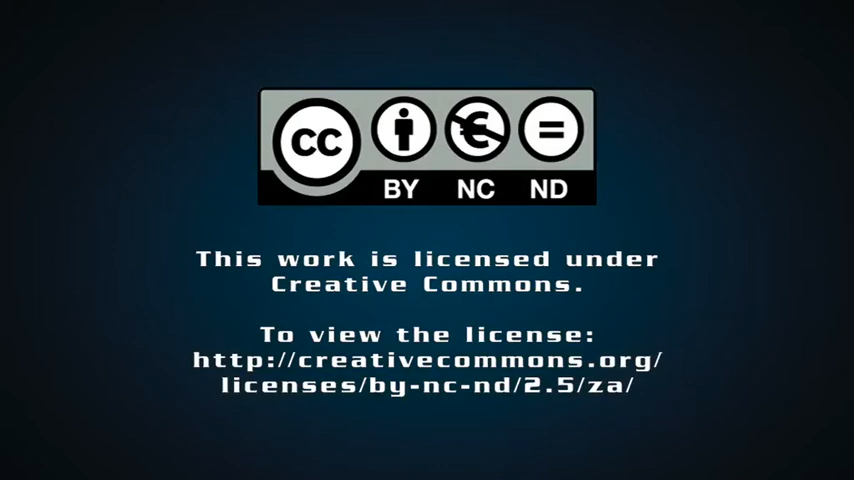 cc
BY NC ND
This work is licensed under
Creative Commons.
To view the license:
http://creativecommons.org/
licenses/by-nc-nd/2.5/za/